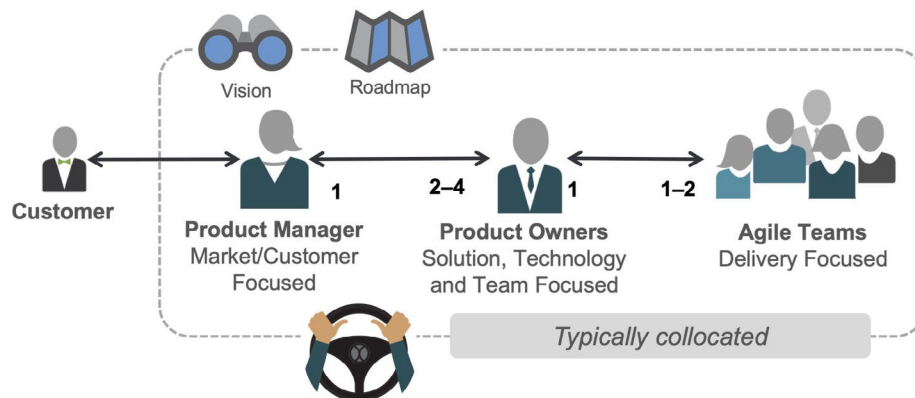 Vision
Roadmap
Customer
1
2–4
1
1–2
Product Manager
Market/Customer
Focused
Product Owners
Solution, Technology
and Team Focused
Agile Teams
Delivery Focused
Typically collocated